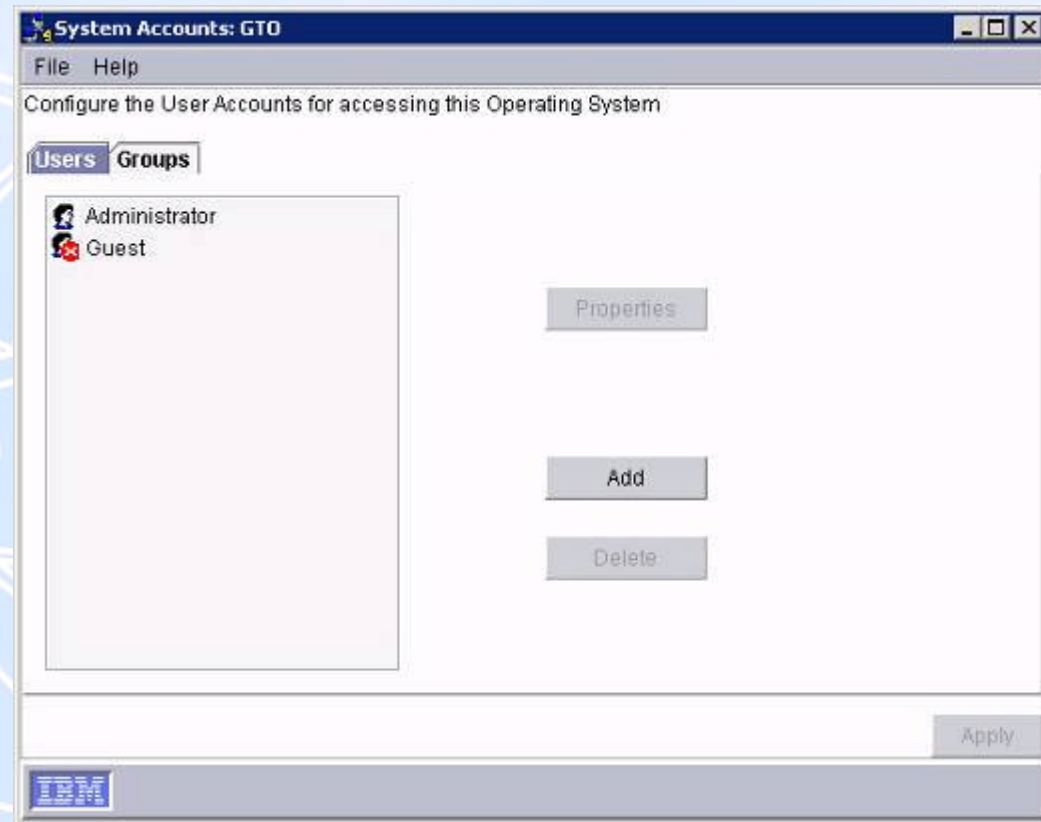 System Accounts: GTO
File Help
Configure the User Accounts for accessing this Operating System
Users Groups
Administrator
Guest
Properties
Add
Delete
Apply
IBM